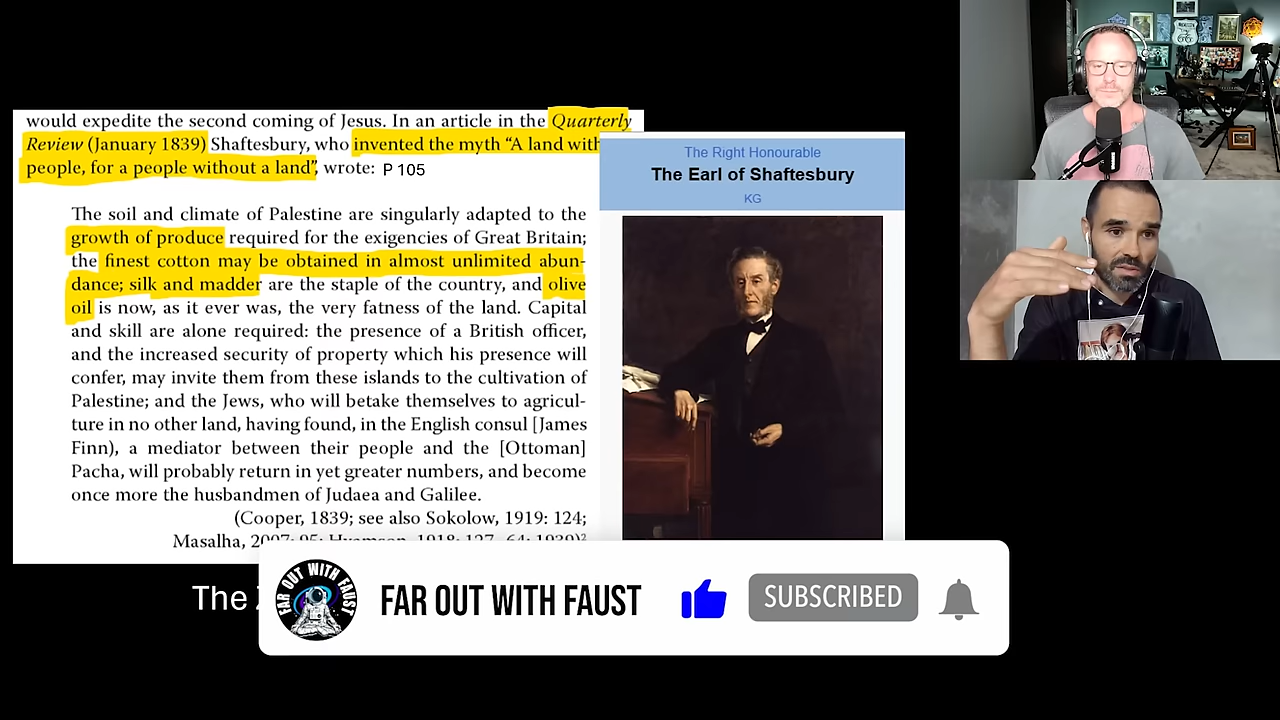 would expedite the second coming of Jesus. In an article in the Quarterly
Review (January 1839) Shaftesbury, who invented the myth "A land with
people, for a people without a land", wrote: P 105
The soil and climate of Palestine are singularly adapted to the
growth of produce required for the exigencies of Great Britain;
the finest cotton may be obtained in almost unlimited abun-
dance; silk and madder are the staple of the country, and olive
oil is now, as it ever was, the very fatness of the land. Capital
and skill are alone required: the presence of a British officer,
and the increased security of property which his presence will
confer, may invite them from these islands to the cultivation of
Palestine; and the Jews, who will betake themselves to agricul-
ture in no other land, having found, in the English consul [James
Finn), a mediator between their people and the [Ottoman]
Pacha, will probably return in yet greater numbers, and become
once more the husbandmen of Judaea and Galilee.
(Cooper, 1839; see also Sokolow, 1919: 124;
Masalha,
The Right Honourable
The Earl of Shaftesbury
KG
The
FAR OUT WITH FAUST
FAR OUT WITH FAUST
SUBSCRIBED